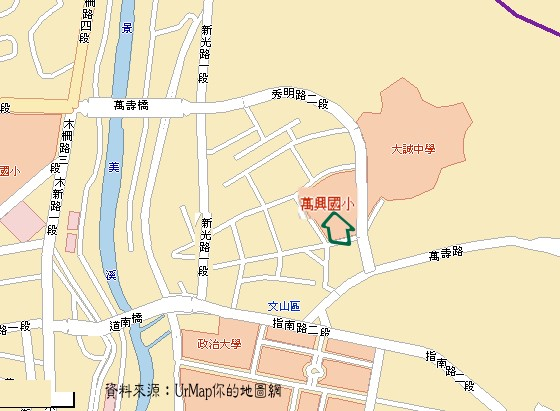 木柵路四段
景
新光路一段
秀明路二段
段
萬壽橋
木柵路三段
大誠中學
國小
美
萬興國小
木新路一段
新光路一段
萬壽路
溪
文山區
道南橋
指南路二段
路一段
政治大學
指南路二段
萬
資料來源：UrMap你的地圖網